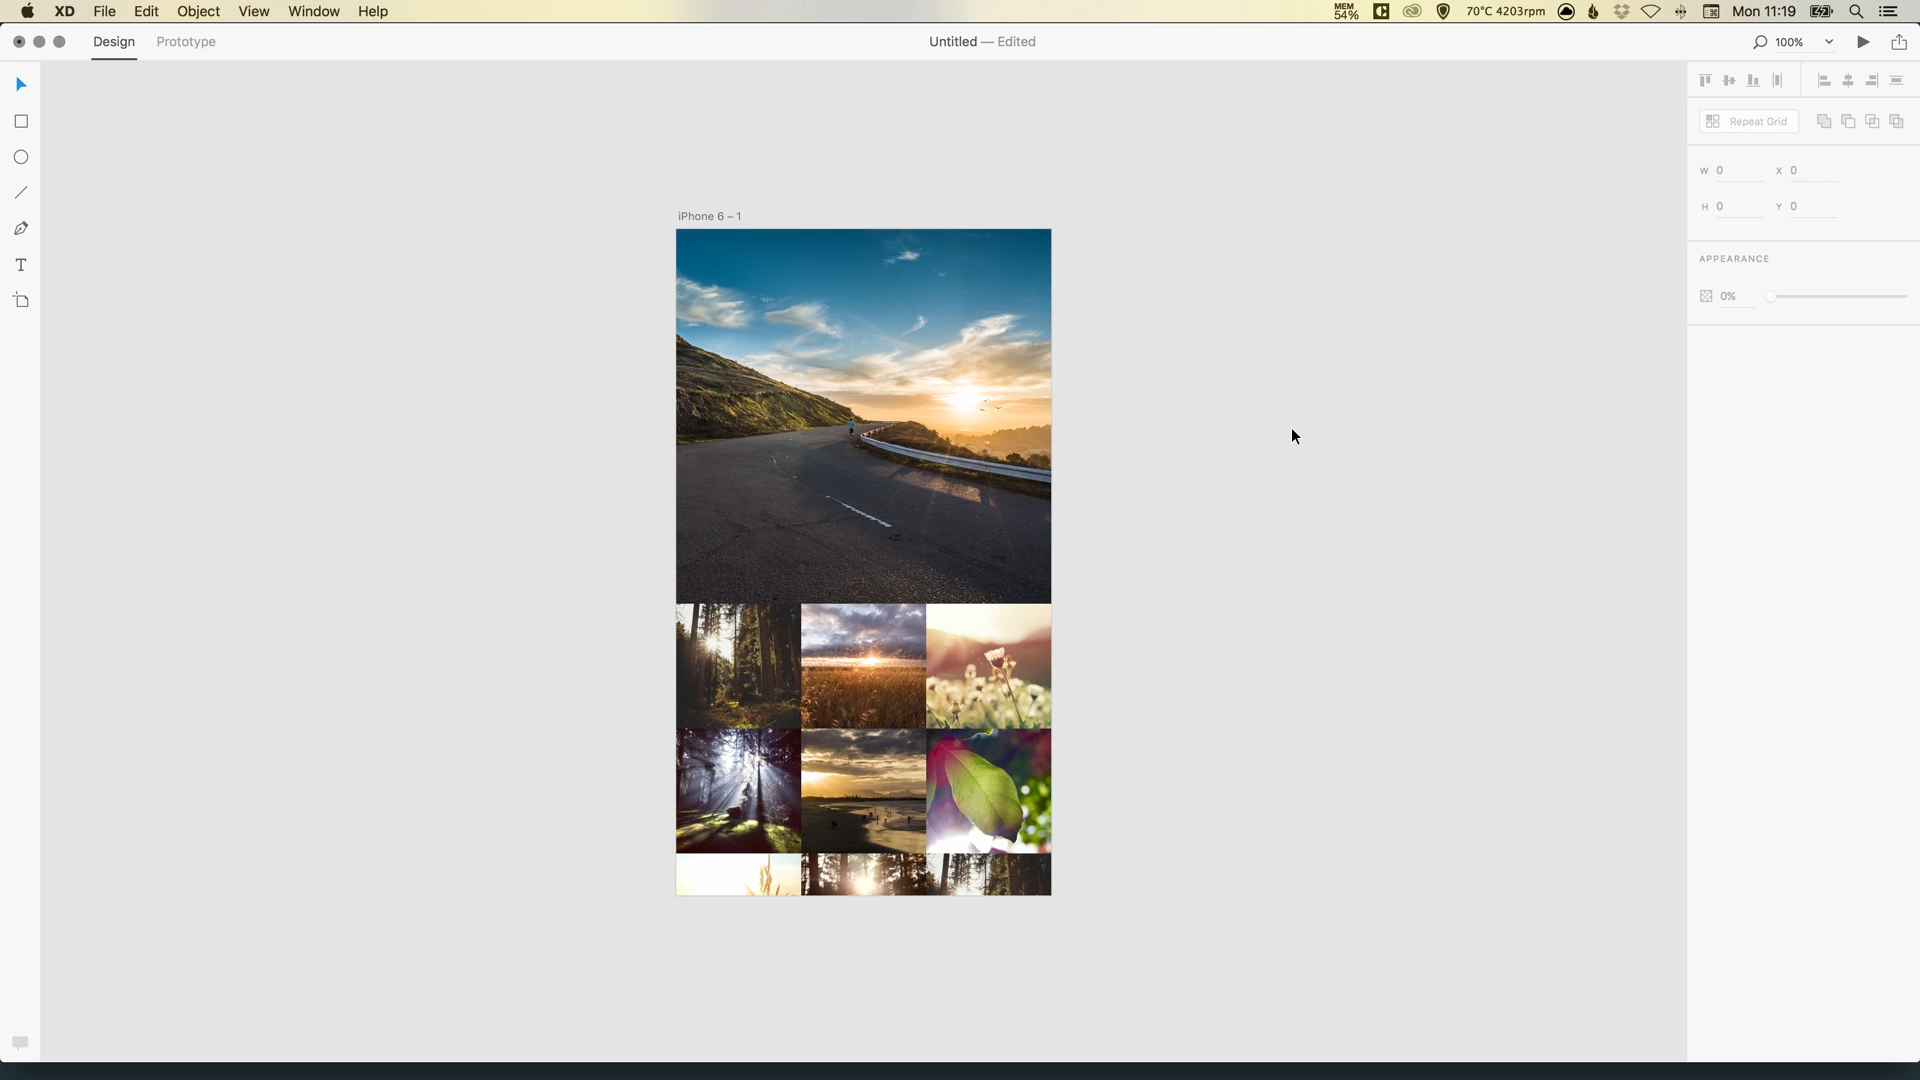 XD File Edit Object View Window Help
MEM 54% 70°C 4203rpm Mon 11:19
Design Prototype
Untitled — Edited
100%
T
Repeat Grid
W 0 X 0
H 0 Y 0
APPEARANCE
0%
iPhone 6 – 1